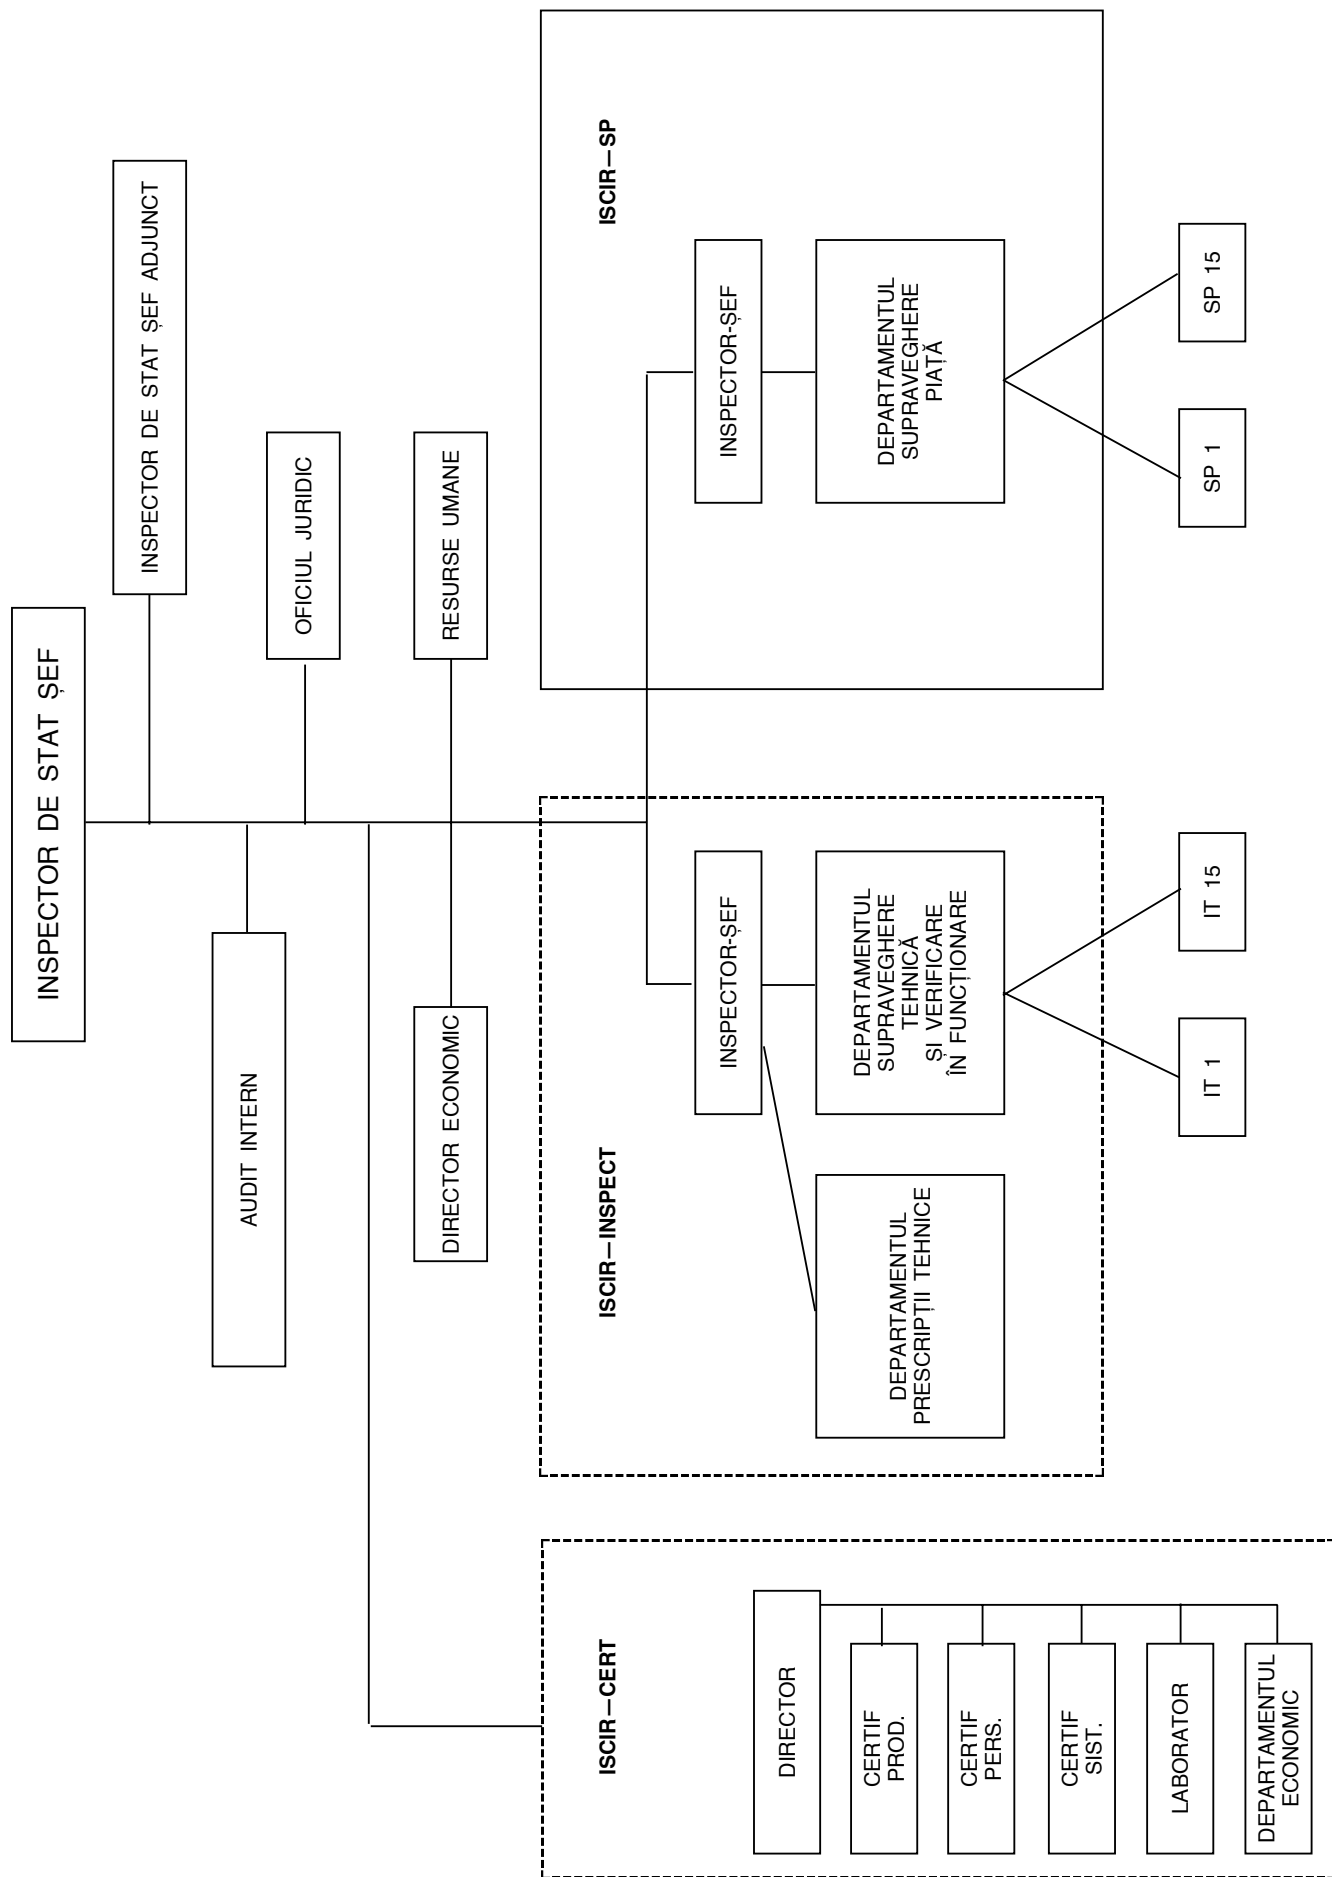 INSPECTOR DE STAT ȘEF
INSPECTOR DE STAT ȘEF ADJUNCT
AUDIT INTERN
OFICIUL JURIDIC
DIRECTOR ECONOMIC
RESURSE UMANE
ISCIR—CERT
DIRECTOR
CERTIF
PROD.
CERTIF
PERS.
CERTIF
SIST.
LABORATOR
DEPARTAMENTUL
ECONOMIC
ISCIR—INSPECT
INSPECTOR-ȘEF
DEPARTAMENTUL
PRESCRIPȚII TEHNICE
DEPARTAMENTUL
SUPRAVEGHERE
TEHNICĂ
ȘI VERIFICARE
ÎN FUNCȚIONARE
IT 1
IT 15
ISCIR—SP
INSPECTOR-ȘEF
DEPARTAMENTUL
SUPRAVEGHERE
PIAȚĂ
SP 1
SP 15